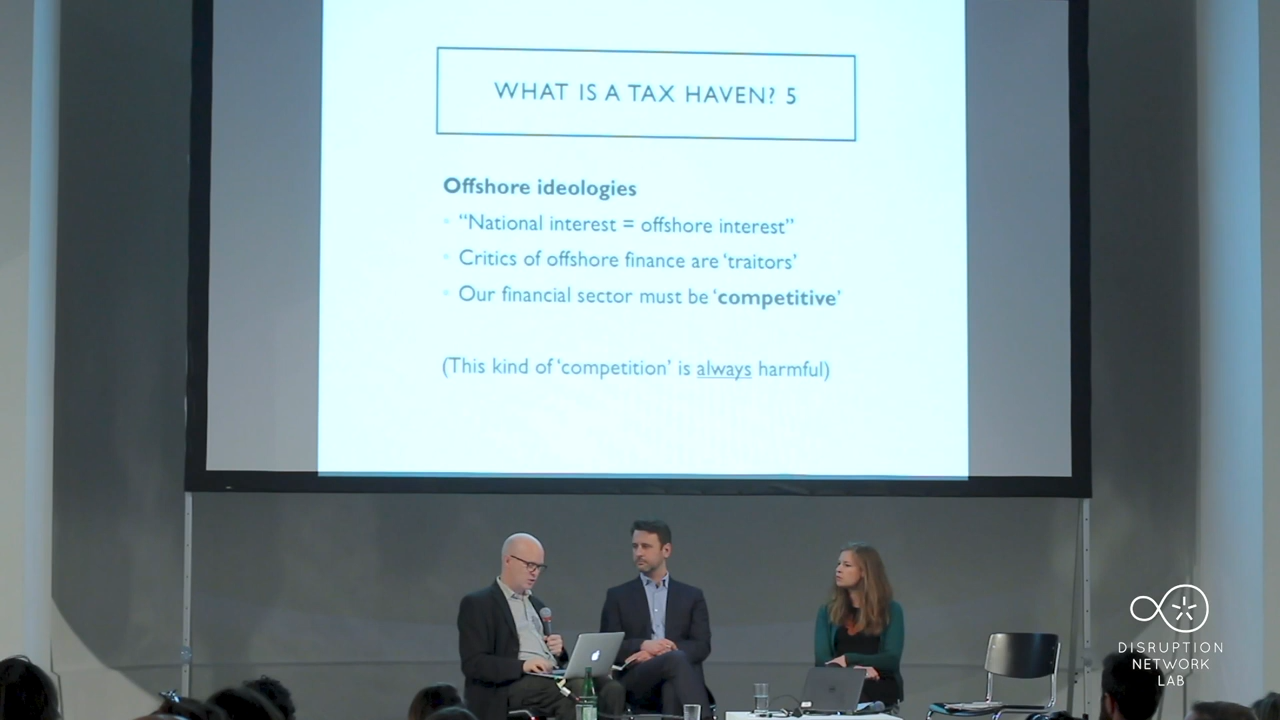 WHAT IS A TAX HAVEN? 5
Offshore ideologies
“National interest = offshore interest”
Critics of offshore finance are ‘traitors’
Our financial sector must be ‘competitive’
(This kind of ‘competition’ is always harmful)
DISRUPTION
NETWORK
LAB